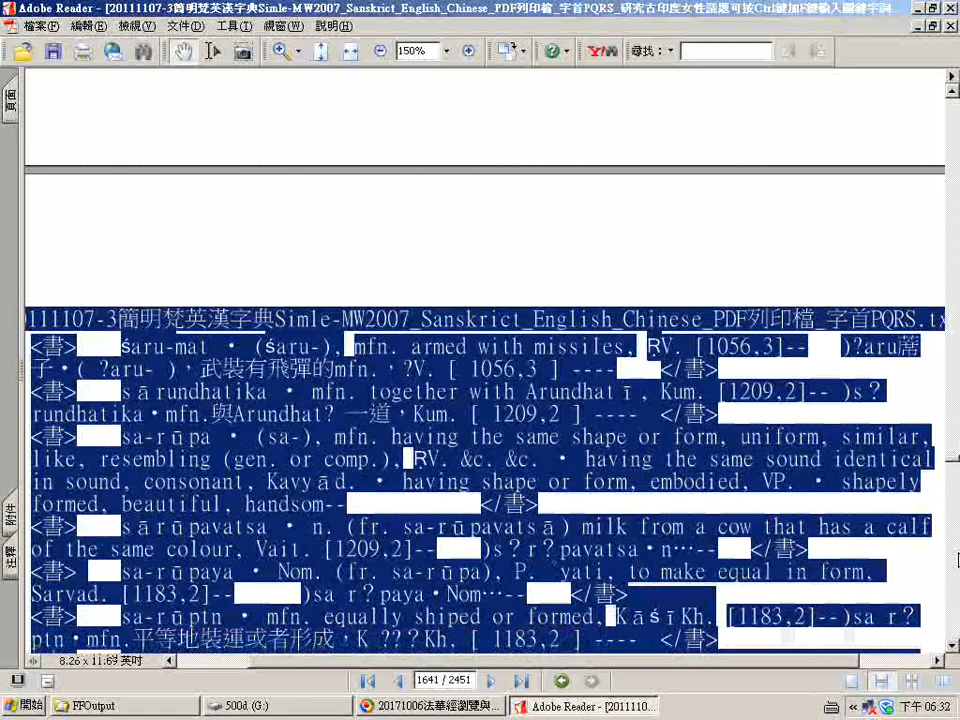 Adobe Reader - [20111107-3簡明梵英漢字典Simle-MW2007_Sanskrict_English_Chinese_PDF列印檔_字首PQRS_研究古印度女性議題可按Ctrl鍵加F鍵輸入關鍵字詞
檔案(F) 編輯(E) 檢視(V) 文件(D) 工具(T) 視窗(W) 說明(H)
150% 尋找：
頁面
111107-3簡明梵英漢字典Simle-MW2007_Sanskrict_English_Chinese_PDF列印檔_字首PQRS.tx
<書> śaru-mat • (śaru-), mfn. armed with missiles, RV. [1056,3]-- )?aru蓆
子•( ?aru- )，武裝有飛彈的mfn.，?V. [ 1056,3 ] ---- </書>
<書> sārundhatika • mfn. together with Arundhatī, Kum. [1209,2]-- )s？
rundhatika•mfn.與Arundhat? 一道，Kum. [ 1209,2 ] ---- </書>
<書> sa-rūpa • (sa-), mfn. having the same shape or form, uniform, similar,
like, resembling (gen. or comp.), RV. &c. &c. • having the same sound identical
in sound, consonant, Kavyād. • having shape or form, embodied, VP. • shapely
formed, beautiful, handsom-- </書>
<書> sārūpavatsa • n. (fr. sa-rūpavatsā) milk from a cow that has a calf
of the same colour, Vait. [1209,2]-- )s？r？pavatsa•n…-- </書>
<書> sa-rūpaya • Nom. (fr. sa-rūpa), P. °yati, to make equal in form,
Sarvad. [1183,2]-- )sa r？paya•Nom…-- </書>
<書> sa-rūptn • mfn. equally shiped or formed, KāśīKh. [1183,2]--)sa r？
ptn•mfn.平等地裝運或者形成，K ???Kh, [ 1183,2 ] ---- </書>
附件
注釋
8.26 x 11.69 英吋
1641 / 2451
開始 FFOutput 500d (G:) 20171006法華經瀏覽與... Adobe Reader - [2011110... 下午 06:32